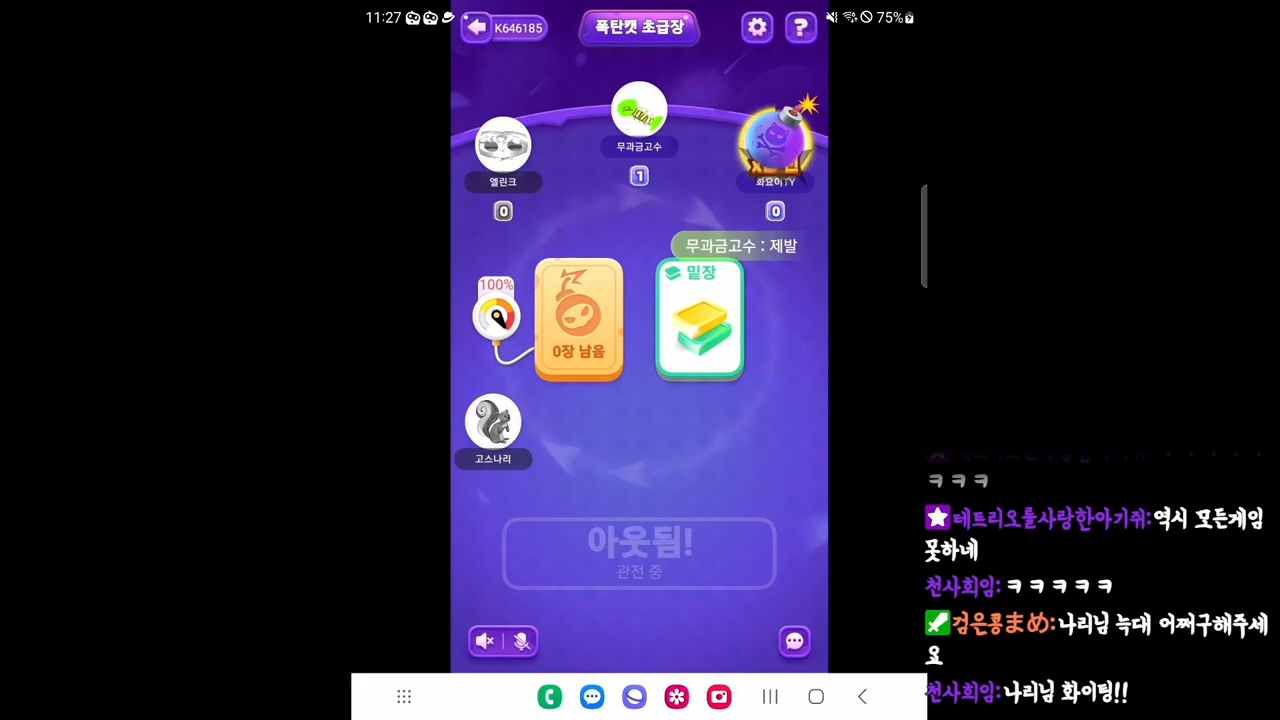 11:27
75%
K646185
폭탄캣 초급장
?
무과금고수
1
엘린크
0
화요이TY
0
무과금고수 : 제발
100%
0장 남음
밑장
고스나리
아웃됨!
관전 중
ㅋㅋㅋ
테트리오를사랑한아기쥐: 역시 모든게임
못하네
천사희임: ㅋㅋㅋㅋㅋ
검은콩まめ: 나리님 늑대 어쩌구해주세
요
천사희임: 나리님 화이팅!!